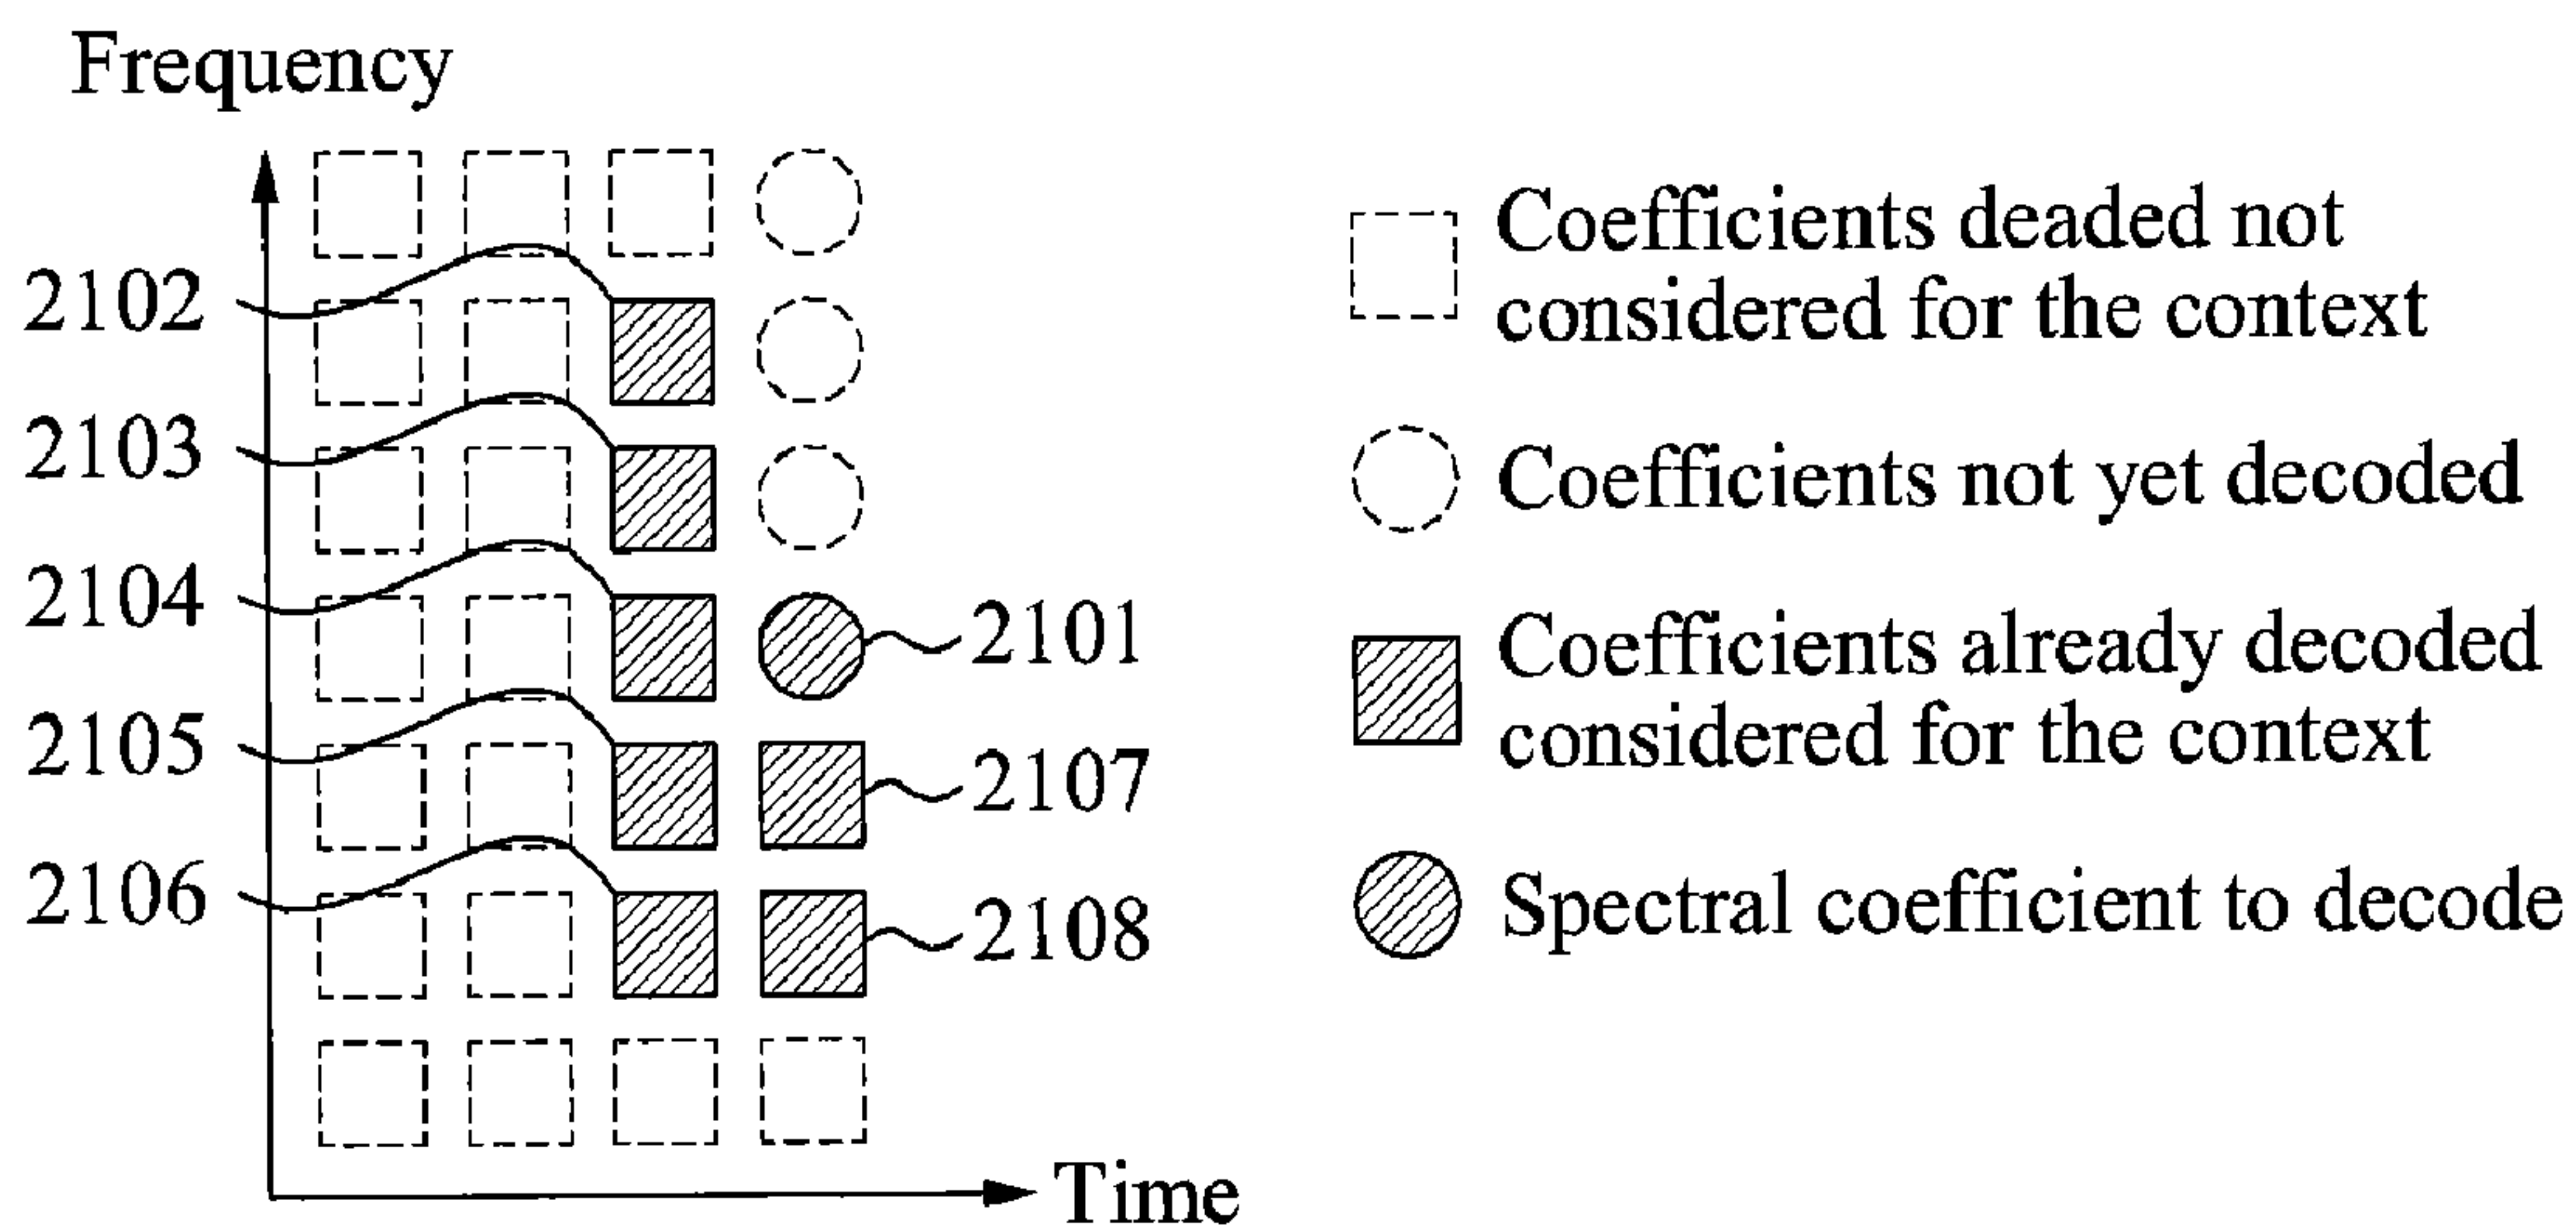 Frequency
2102
2103
2104
2105
2106
2101
2107
2108
Time
Coefficients deaded not
considered for the context
Coefficients not yet decoded
Coefficients already decoded
considered for the context
Spectral coefficient to decode